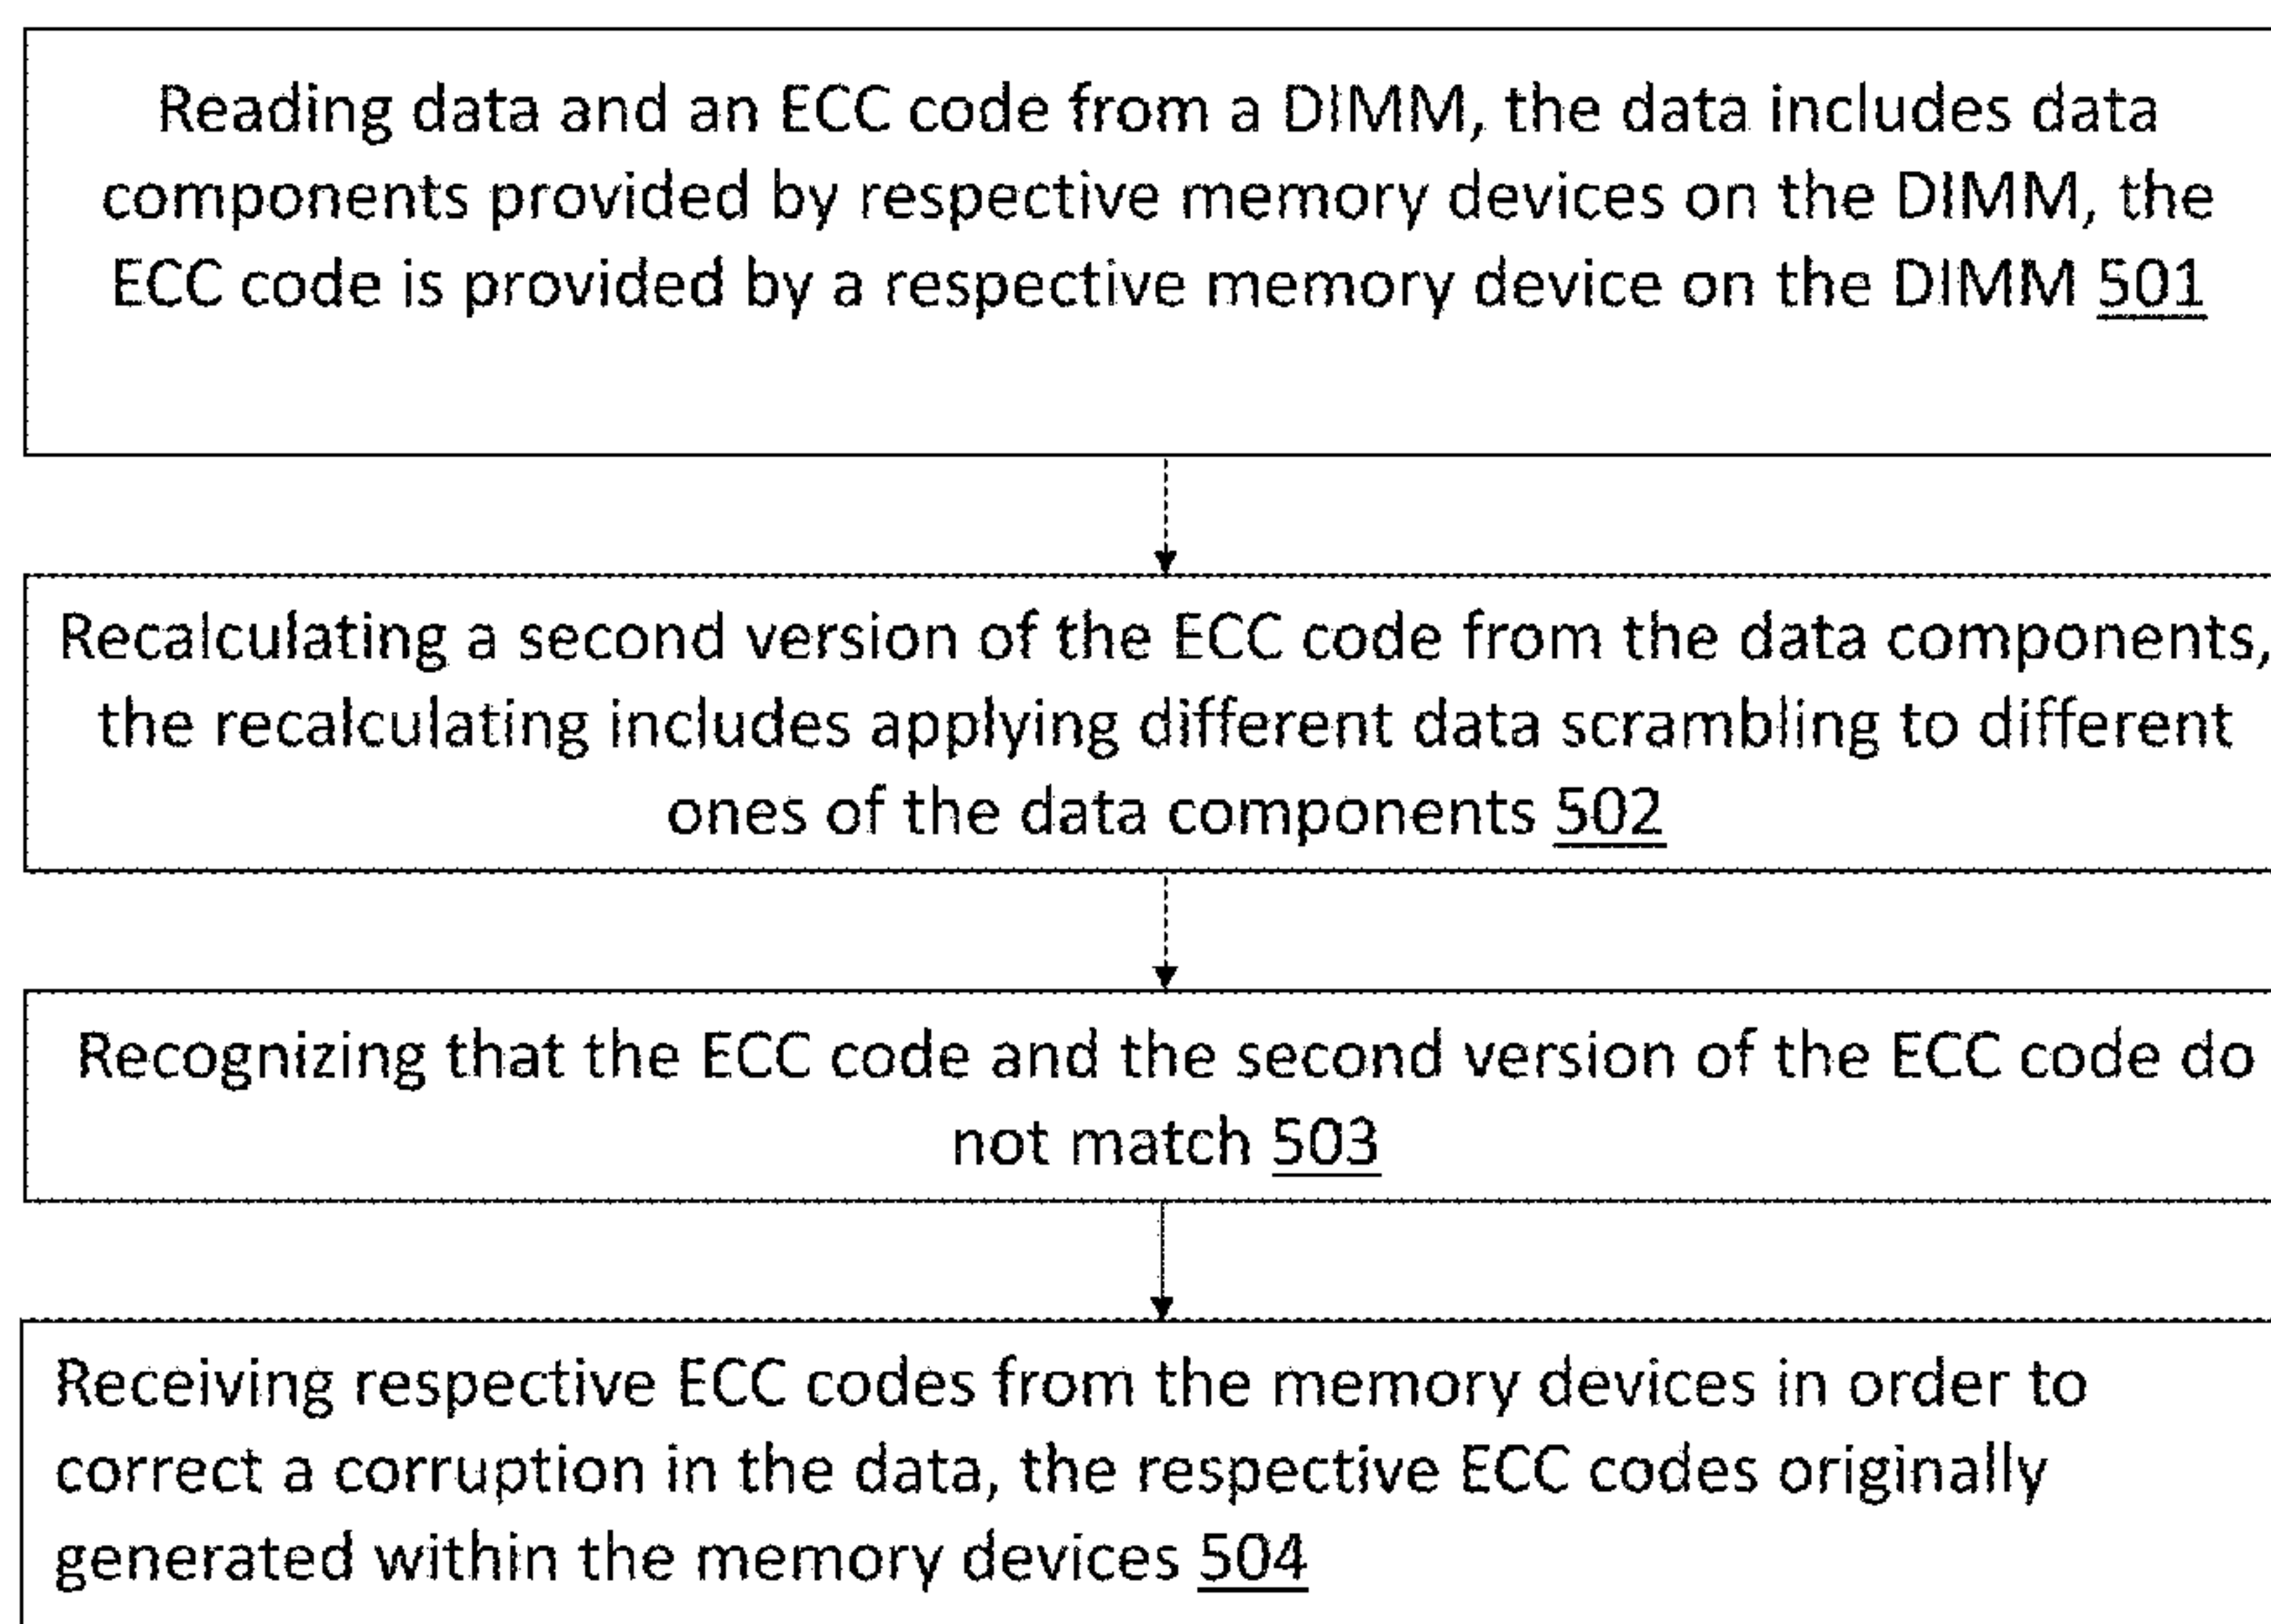 Reading data and an ECC code from a DIMM, the data includes data
components provided by respective memory devices on the DIMM, the
ECC code is provided by a respective memory device on the DIMM 501
Recalculating a second version of the ECC code from the data components,
the recalculating includes applying different data scrambling to different
ones of the data components 502
Recognizing that the ECC code and the second version of the ECC code do
not match 503
Receiving respective ECC codes from the memory devices in order to
correct a corruption in the data, the respective ECC codes originally
generated within the memory devices 504